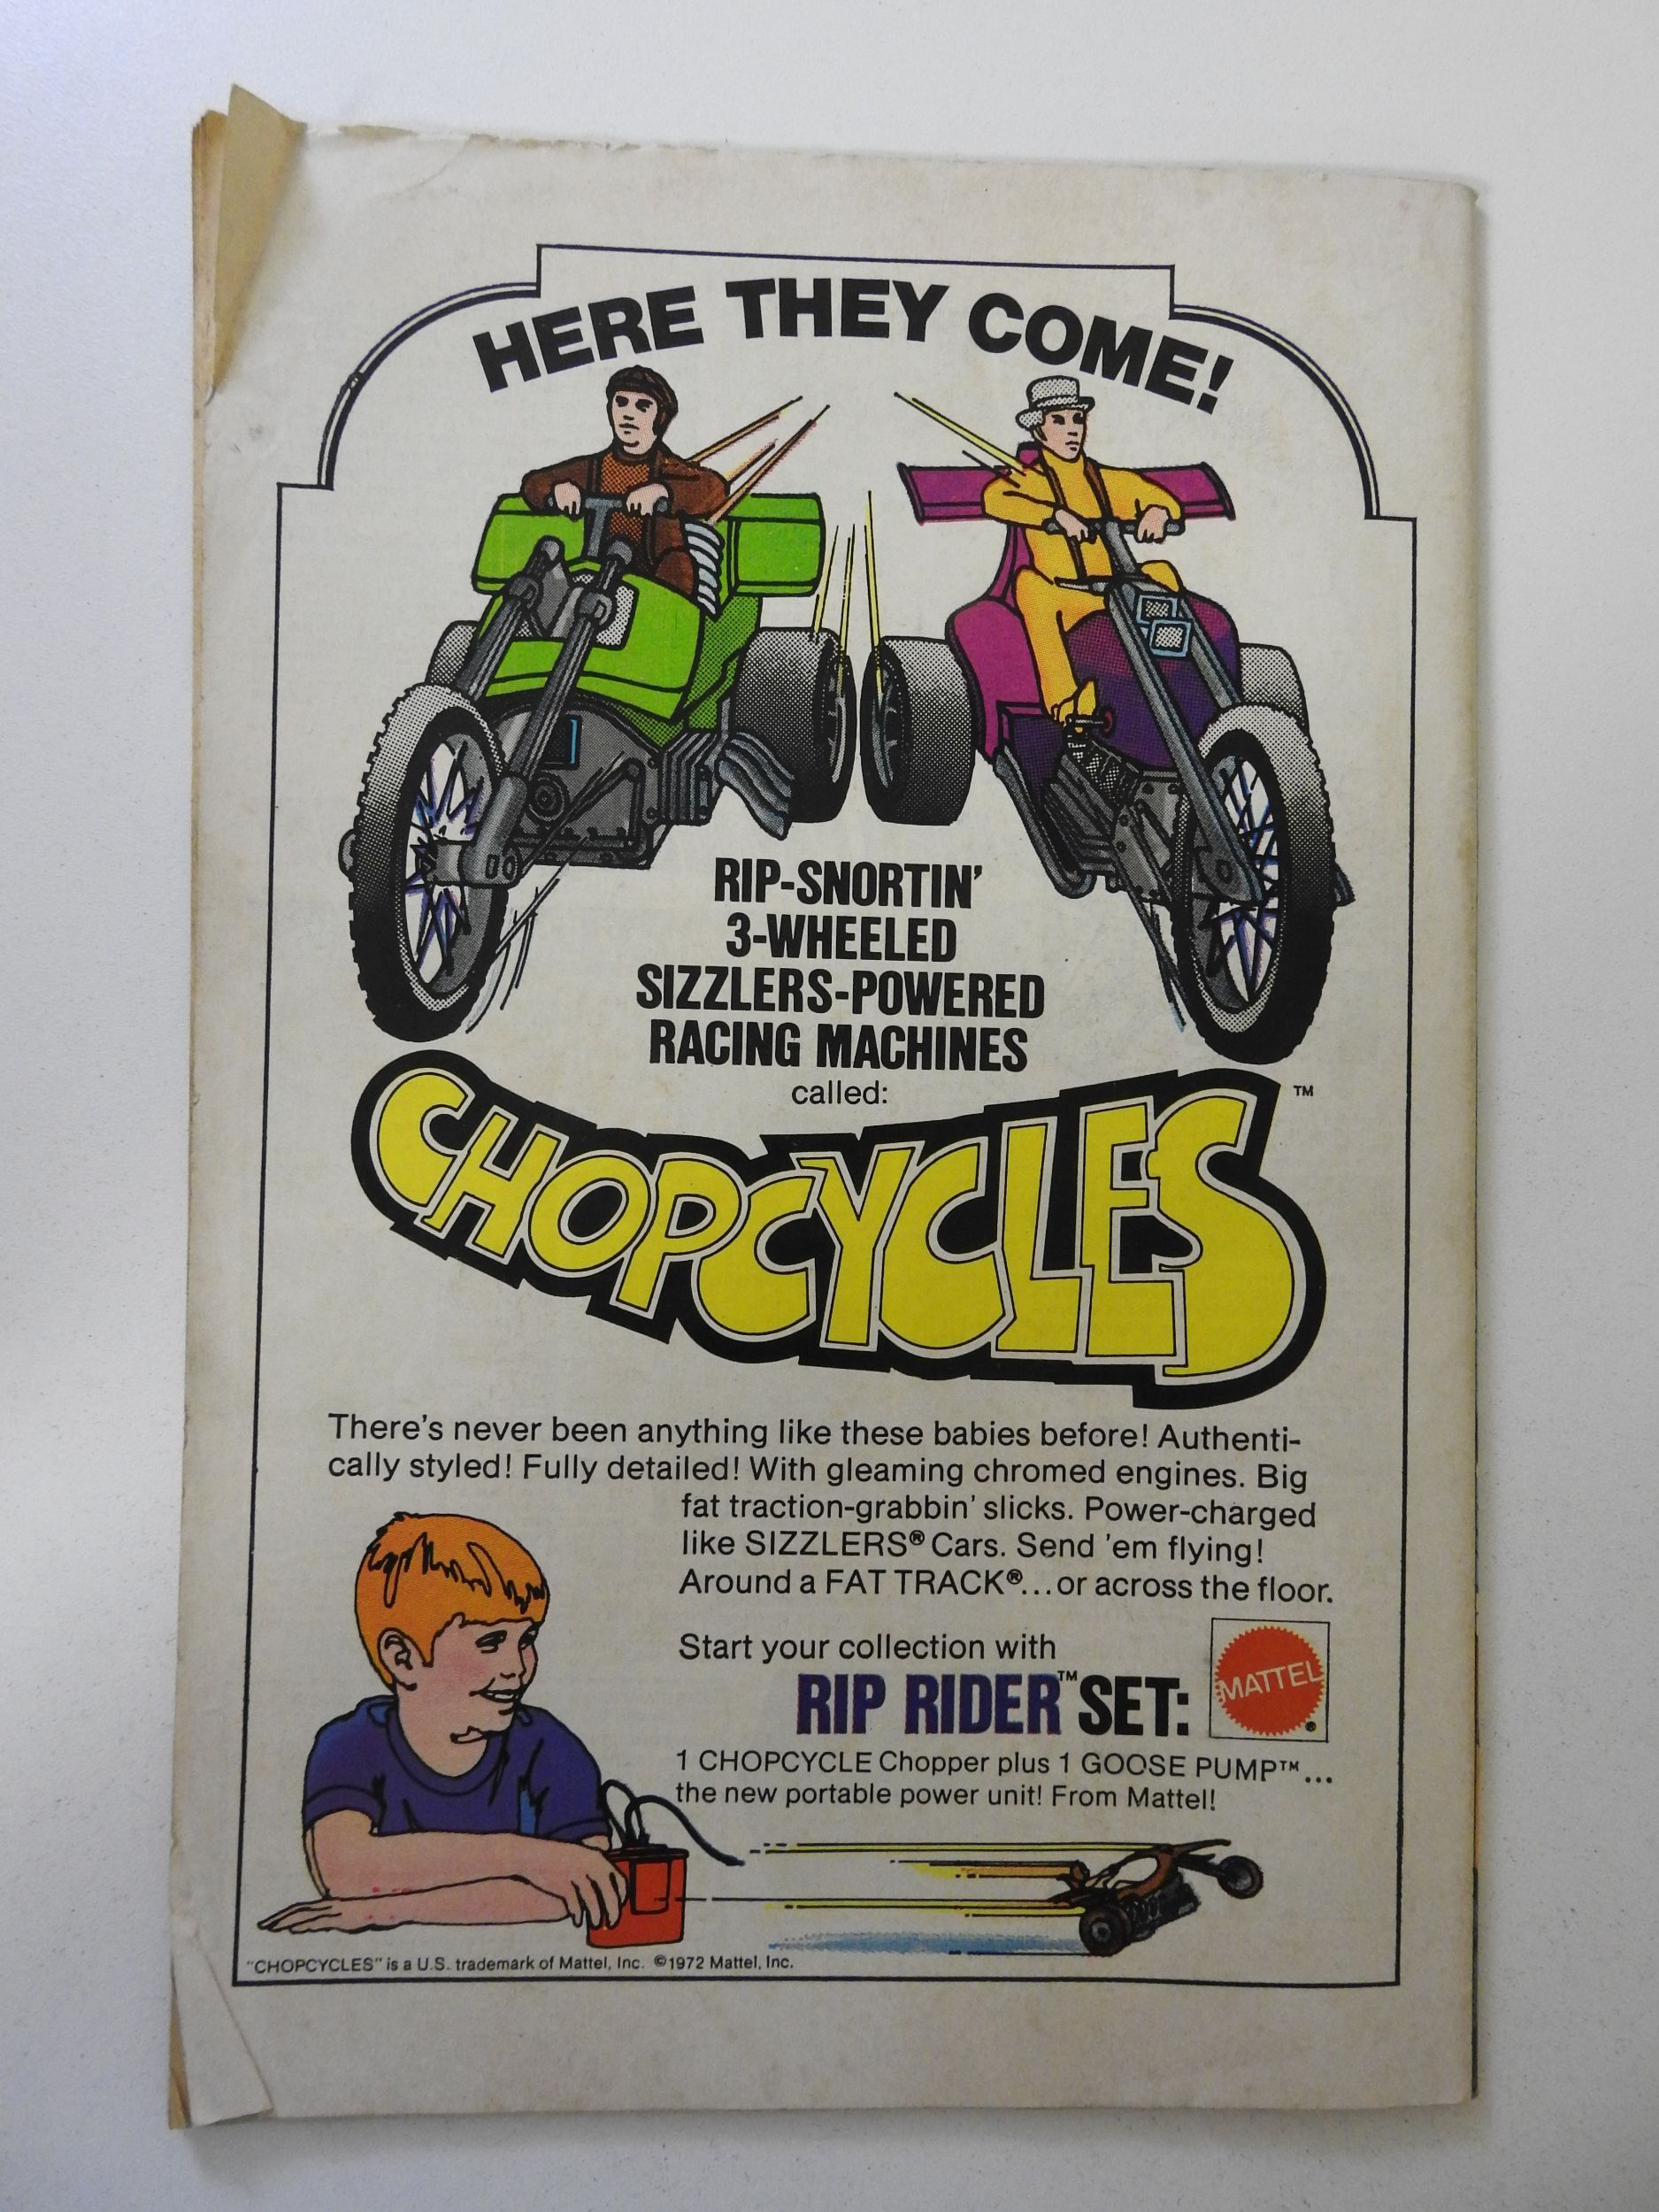 HERE THEY COME!
RIP-SNORTIN'
3-WHEELED
SIZZLERS-POWERED
RACING MACHINES
called:
CHOPCYCLES™
There's never been anything like these babies before! Authenti-
cally styled! Fully detailed! With gleaming chromed engines. Big
fat traction-grabbin' slicks. Power-charged
like SIZZLERS® Cars. Send 'em flying!
Around a FAT TRACK®...or across the floor.
Start your collection with
RIP RIDER™ SET:
MATTEL®
1 CHOPCYCLE Chopper plus 1 GOOSE PUMP™...
the new portable power unit! From Mattel!
"CHOPCYCLES" is a U.S. trademark of Mattel, Inc. ©1972 Mattel, Inc.